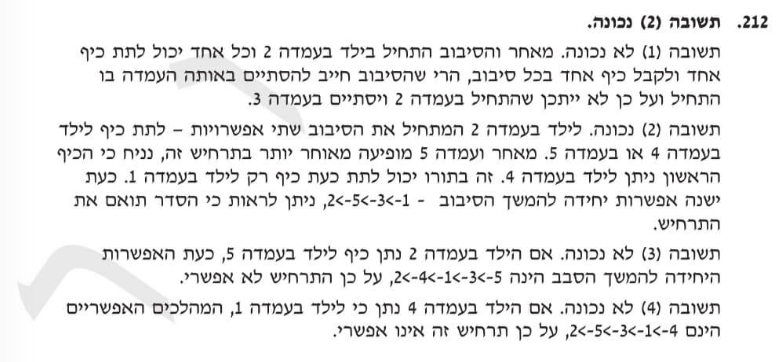 212. תשובה (2) נכונה.
תשובה (1) לא נכונה. מאחר והסיבוב התחיל בילד בעמדה 2 וכל אחד יכול לתת כיף
אחד ולקבל כיף אחד בכל סיבוב, הרי שהסיבוב חייב להסתיים באותה העמדה בו
התחיל ועל כן לא ייתכן שהתחיל בעמדה 2 ויסתיים בעמדה 3.
תשובה (2) נכונה. לילד בעמדה 2 המתחיל את הסיבוב שתי אפשרויות – לתת כיף לילד
בעמדה 4 או בעמדה 5. מאחר ועמדה 5 מופיעה מאוחר יותר בתרחיש זה, נניח כי הכיף
הראשון ניתן לילד בעמדה 4. זה בתורו יכול לתת כעת כיף רק לילד בעמדה 1. כעת
ישנה אפשרות יחידה להמשך הסיבוב - 1->3->5->2, ניתן לראות כי הסדר תואם את
התרחיש.
תשובה (3) לא נכונה. אם הילד בעמדה 2 נתן כיף לילד בעמדה 5, כעת האפשרות
היחידה להמשך הסבב הינה 5->3->1->4->2, על כן התרחיש לא אפשרי.
תשובה (4) לא נכונה. אם הילד בעמדה 4 נתן כי לילד בעמדה 1, המהלכים האפשריים
הינם 4->1->3->5->2, על כן תרחיש זה אינו אפשרי.